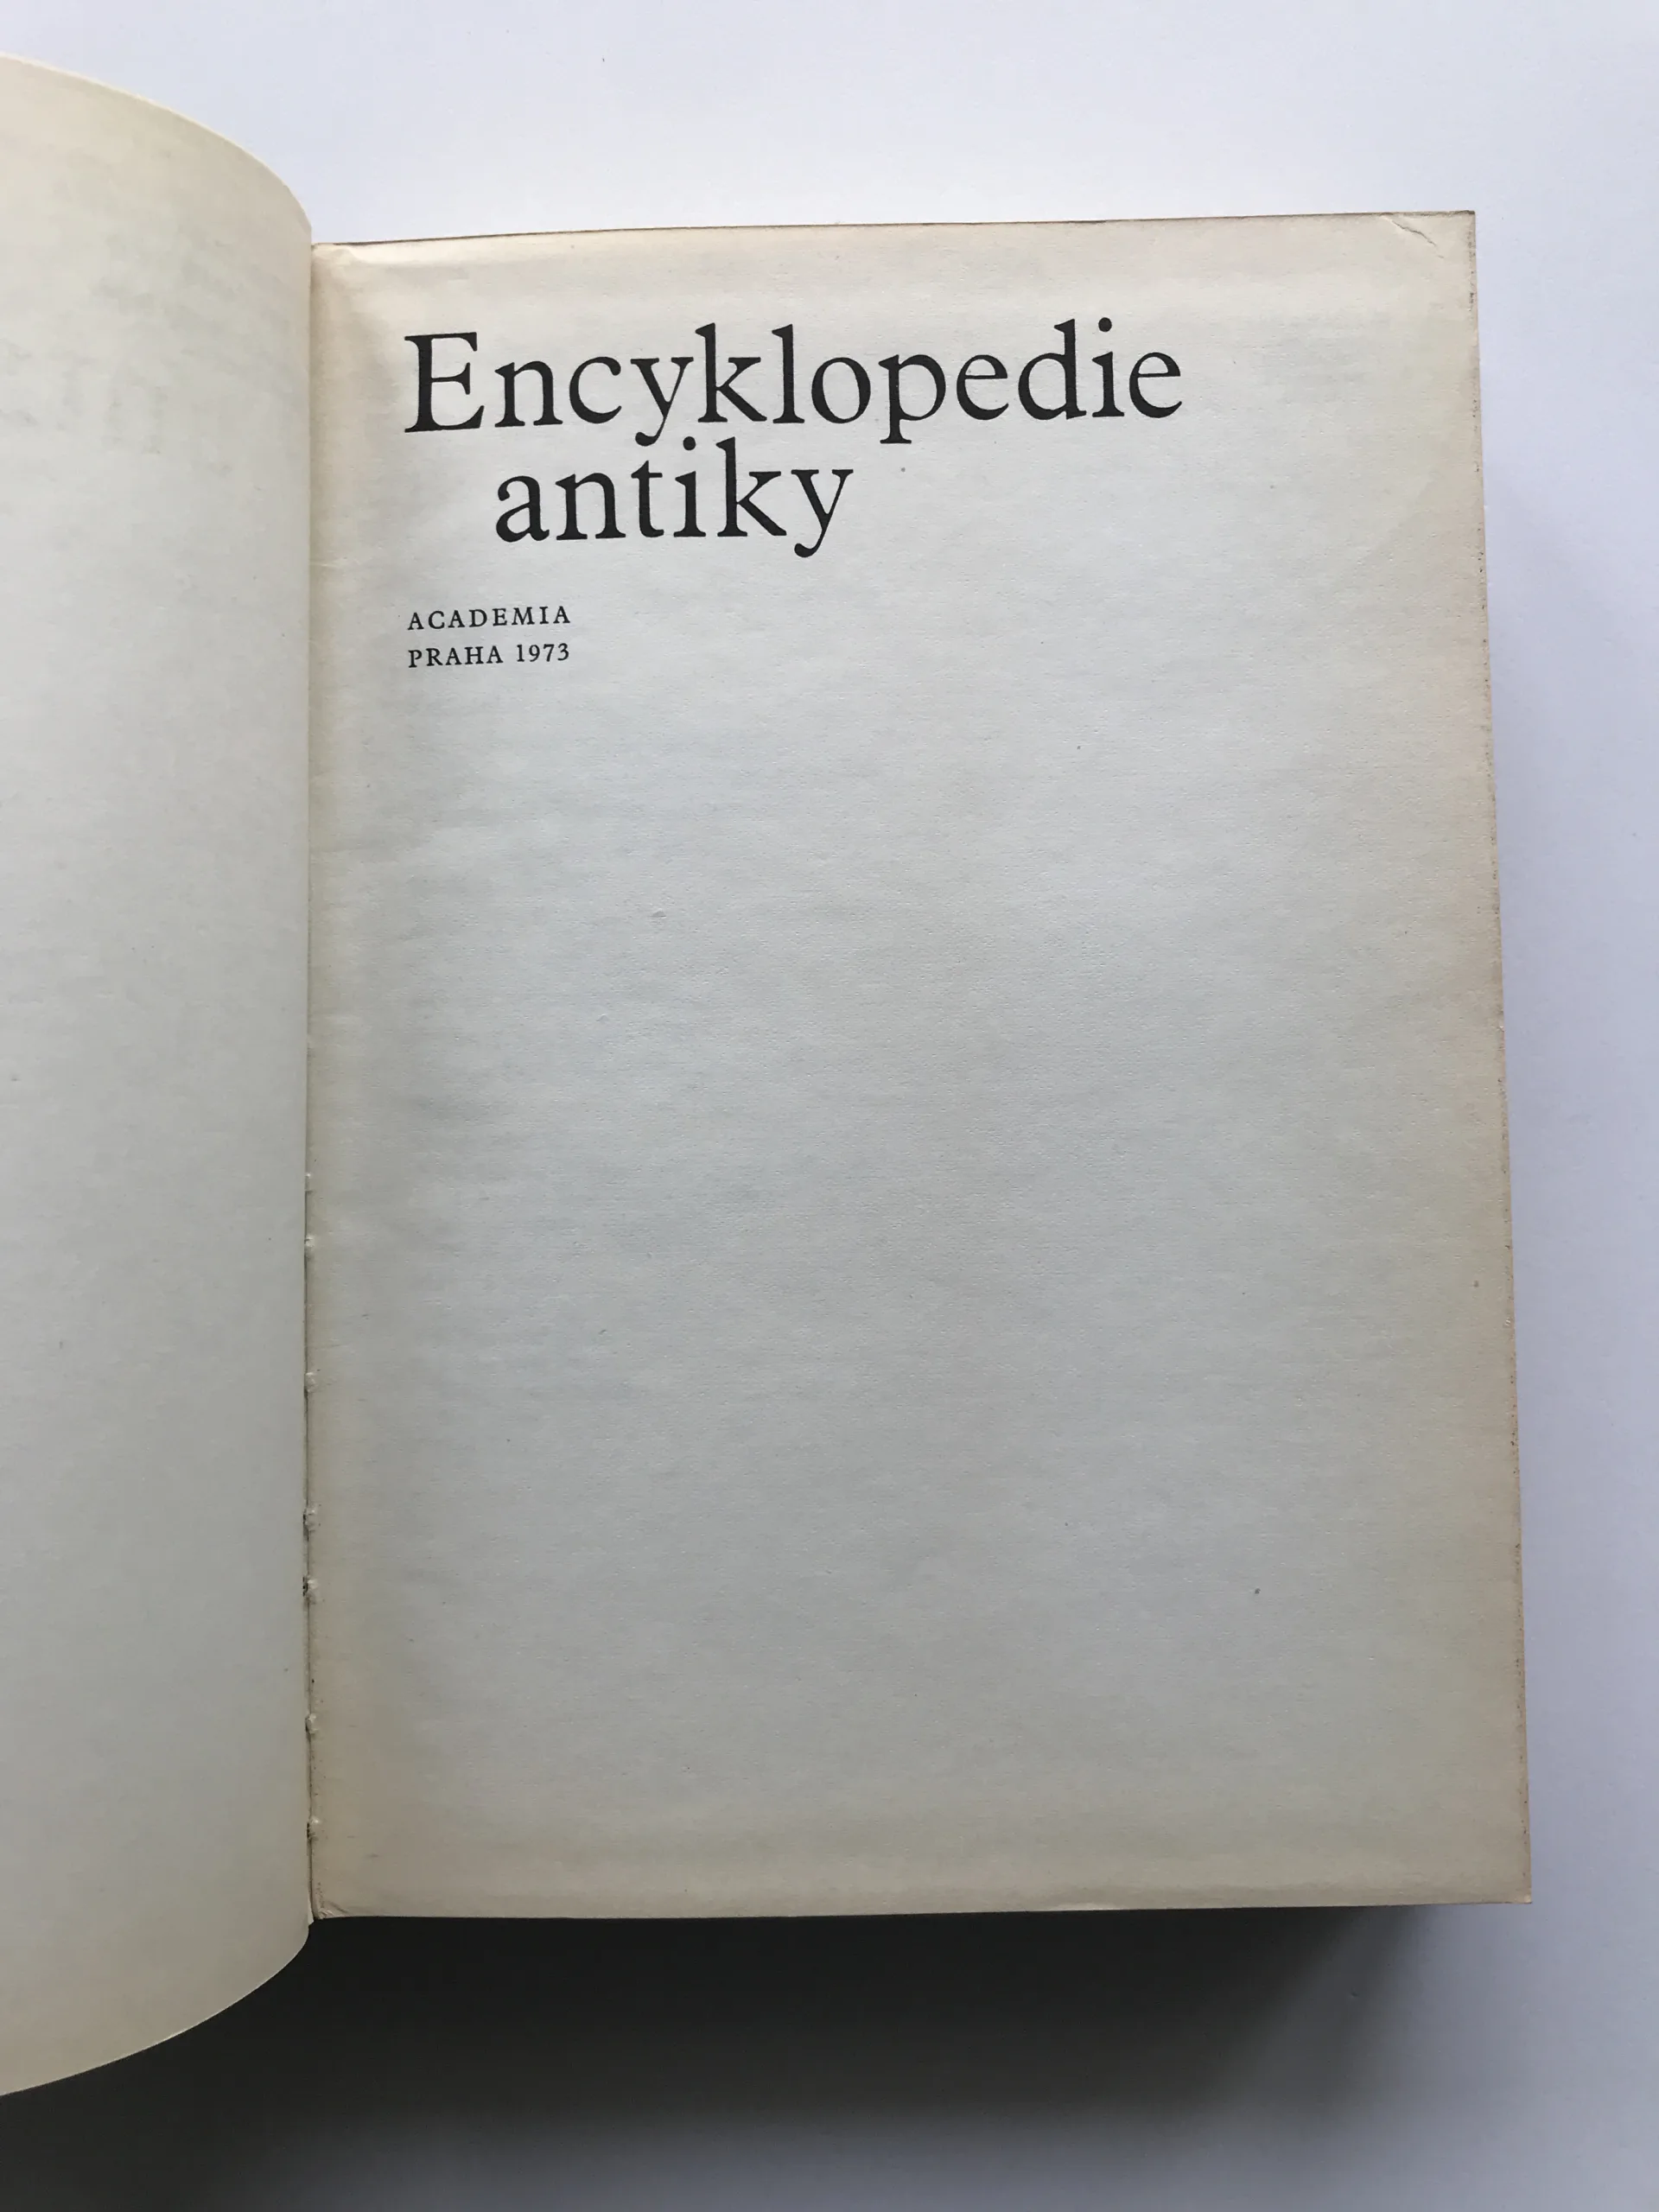 Encyklopedie
antiky
ACADEMIA
PRAHA 1973